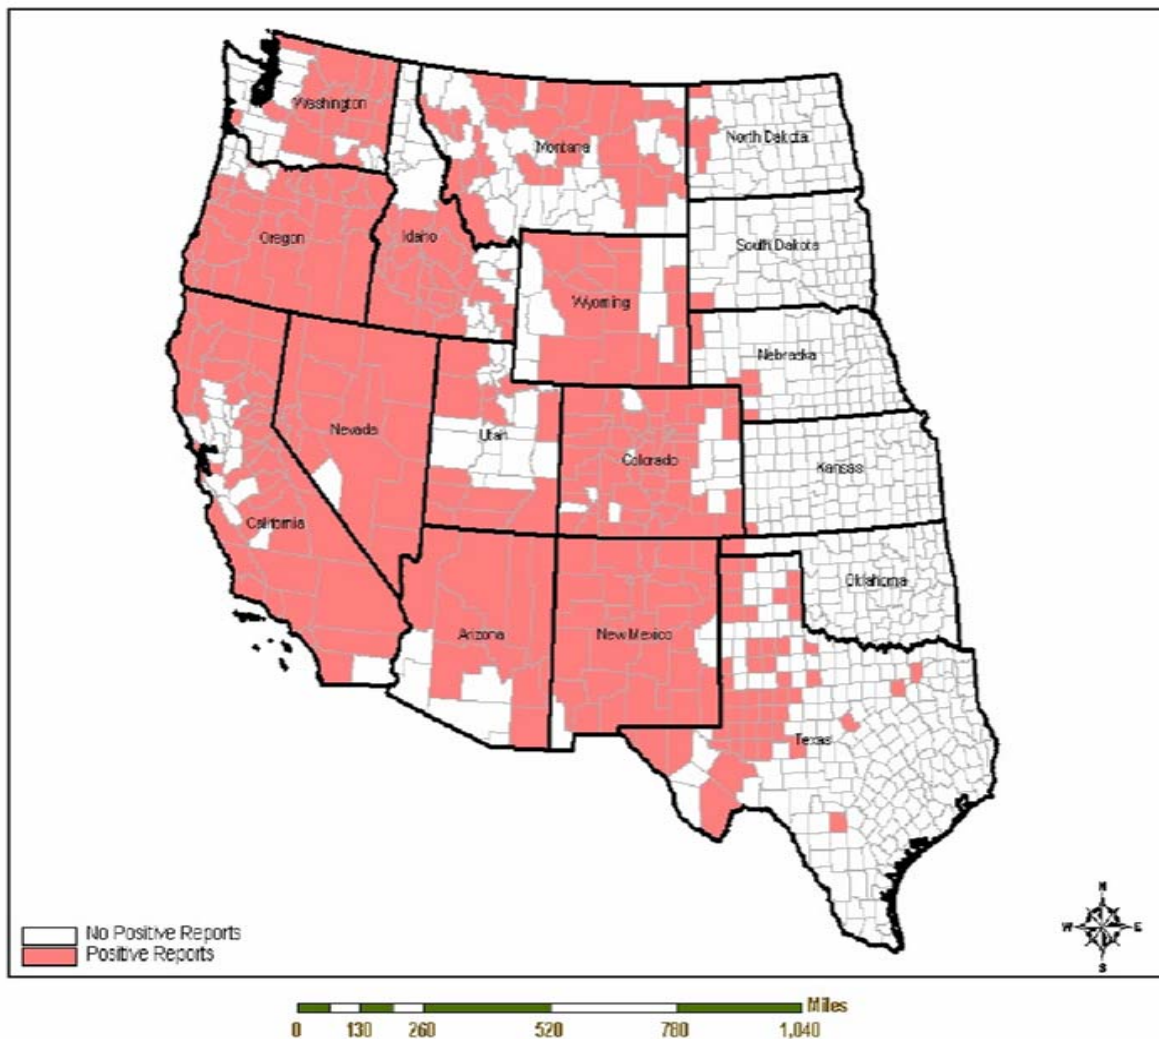 Washington
Montana
North Dakota
Oregon
Idaho
South Dakota
Wyoming
Nebraska
Nevada
Utah
Colorado
Kansas
California
Oklahoma
Arizona
New Mexico
Texas
No Positive Reports
Positive Reports
N
W E
S
Miles
0 130 260 520 780 1,040